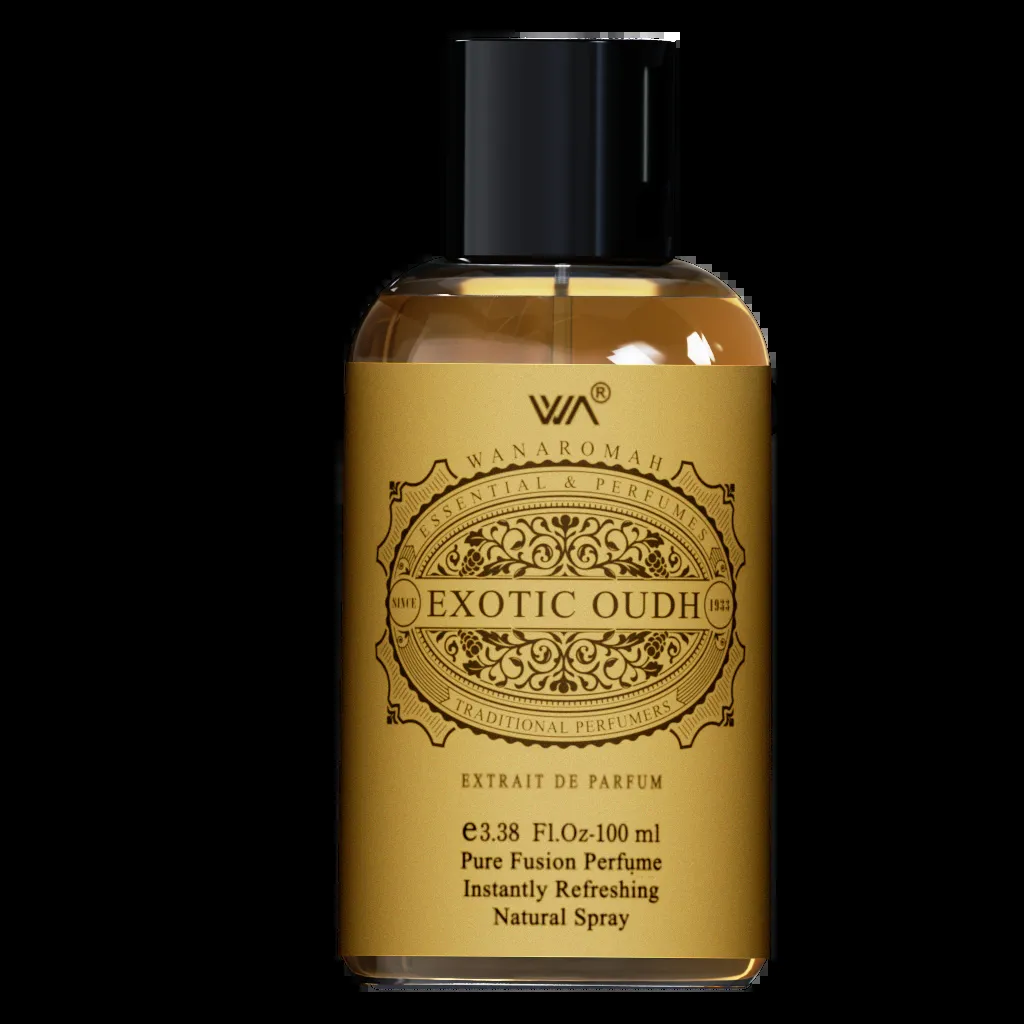 WA®
WANAROMAH
ESSENTIAL & PERFUMES
SINCE EXOTIC OUDH 1933
TRADITIONAL PERFUMERS
EXTRAIT DE PARFUM
e3.38 Fl.Oz-100 ml
Pure Fusion Perfume
Instantly Refreshing
Natural Spray